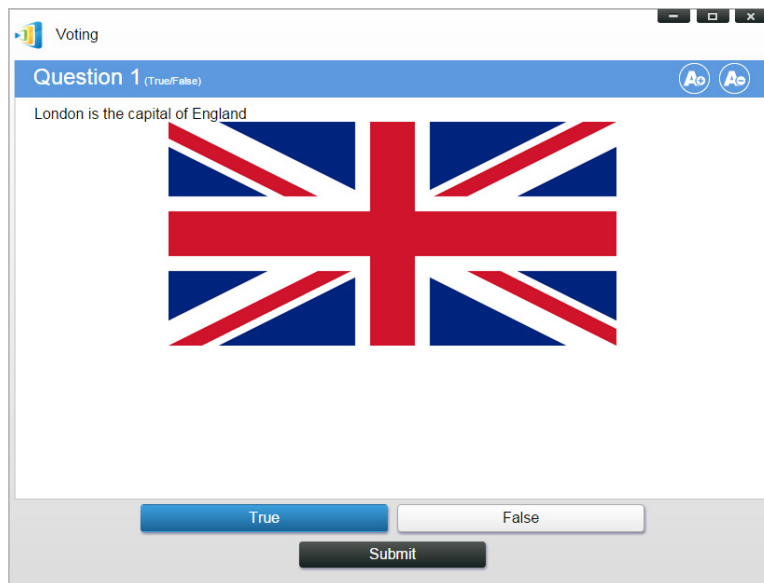 Voting
Question 1 (True/False)
A+ A-
London is the capital of England
True False
Submit